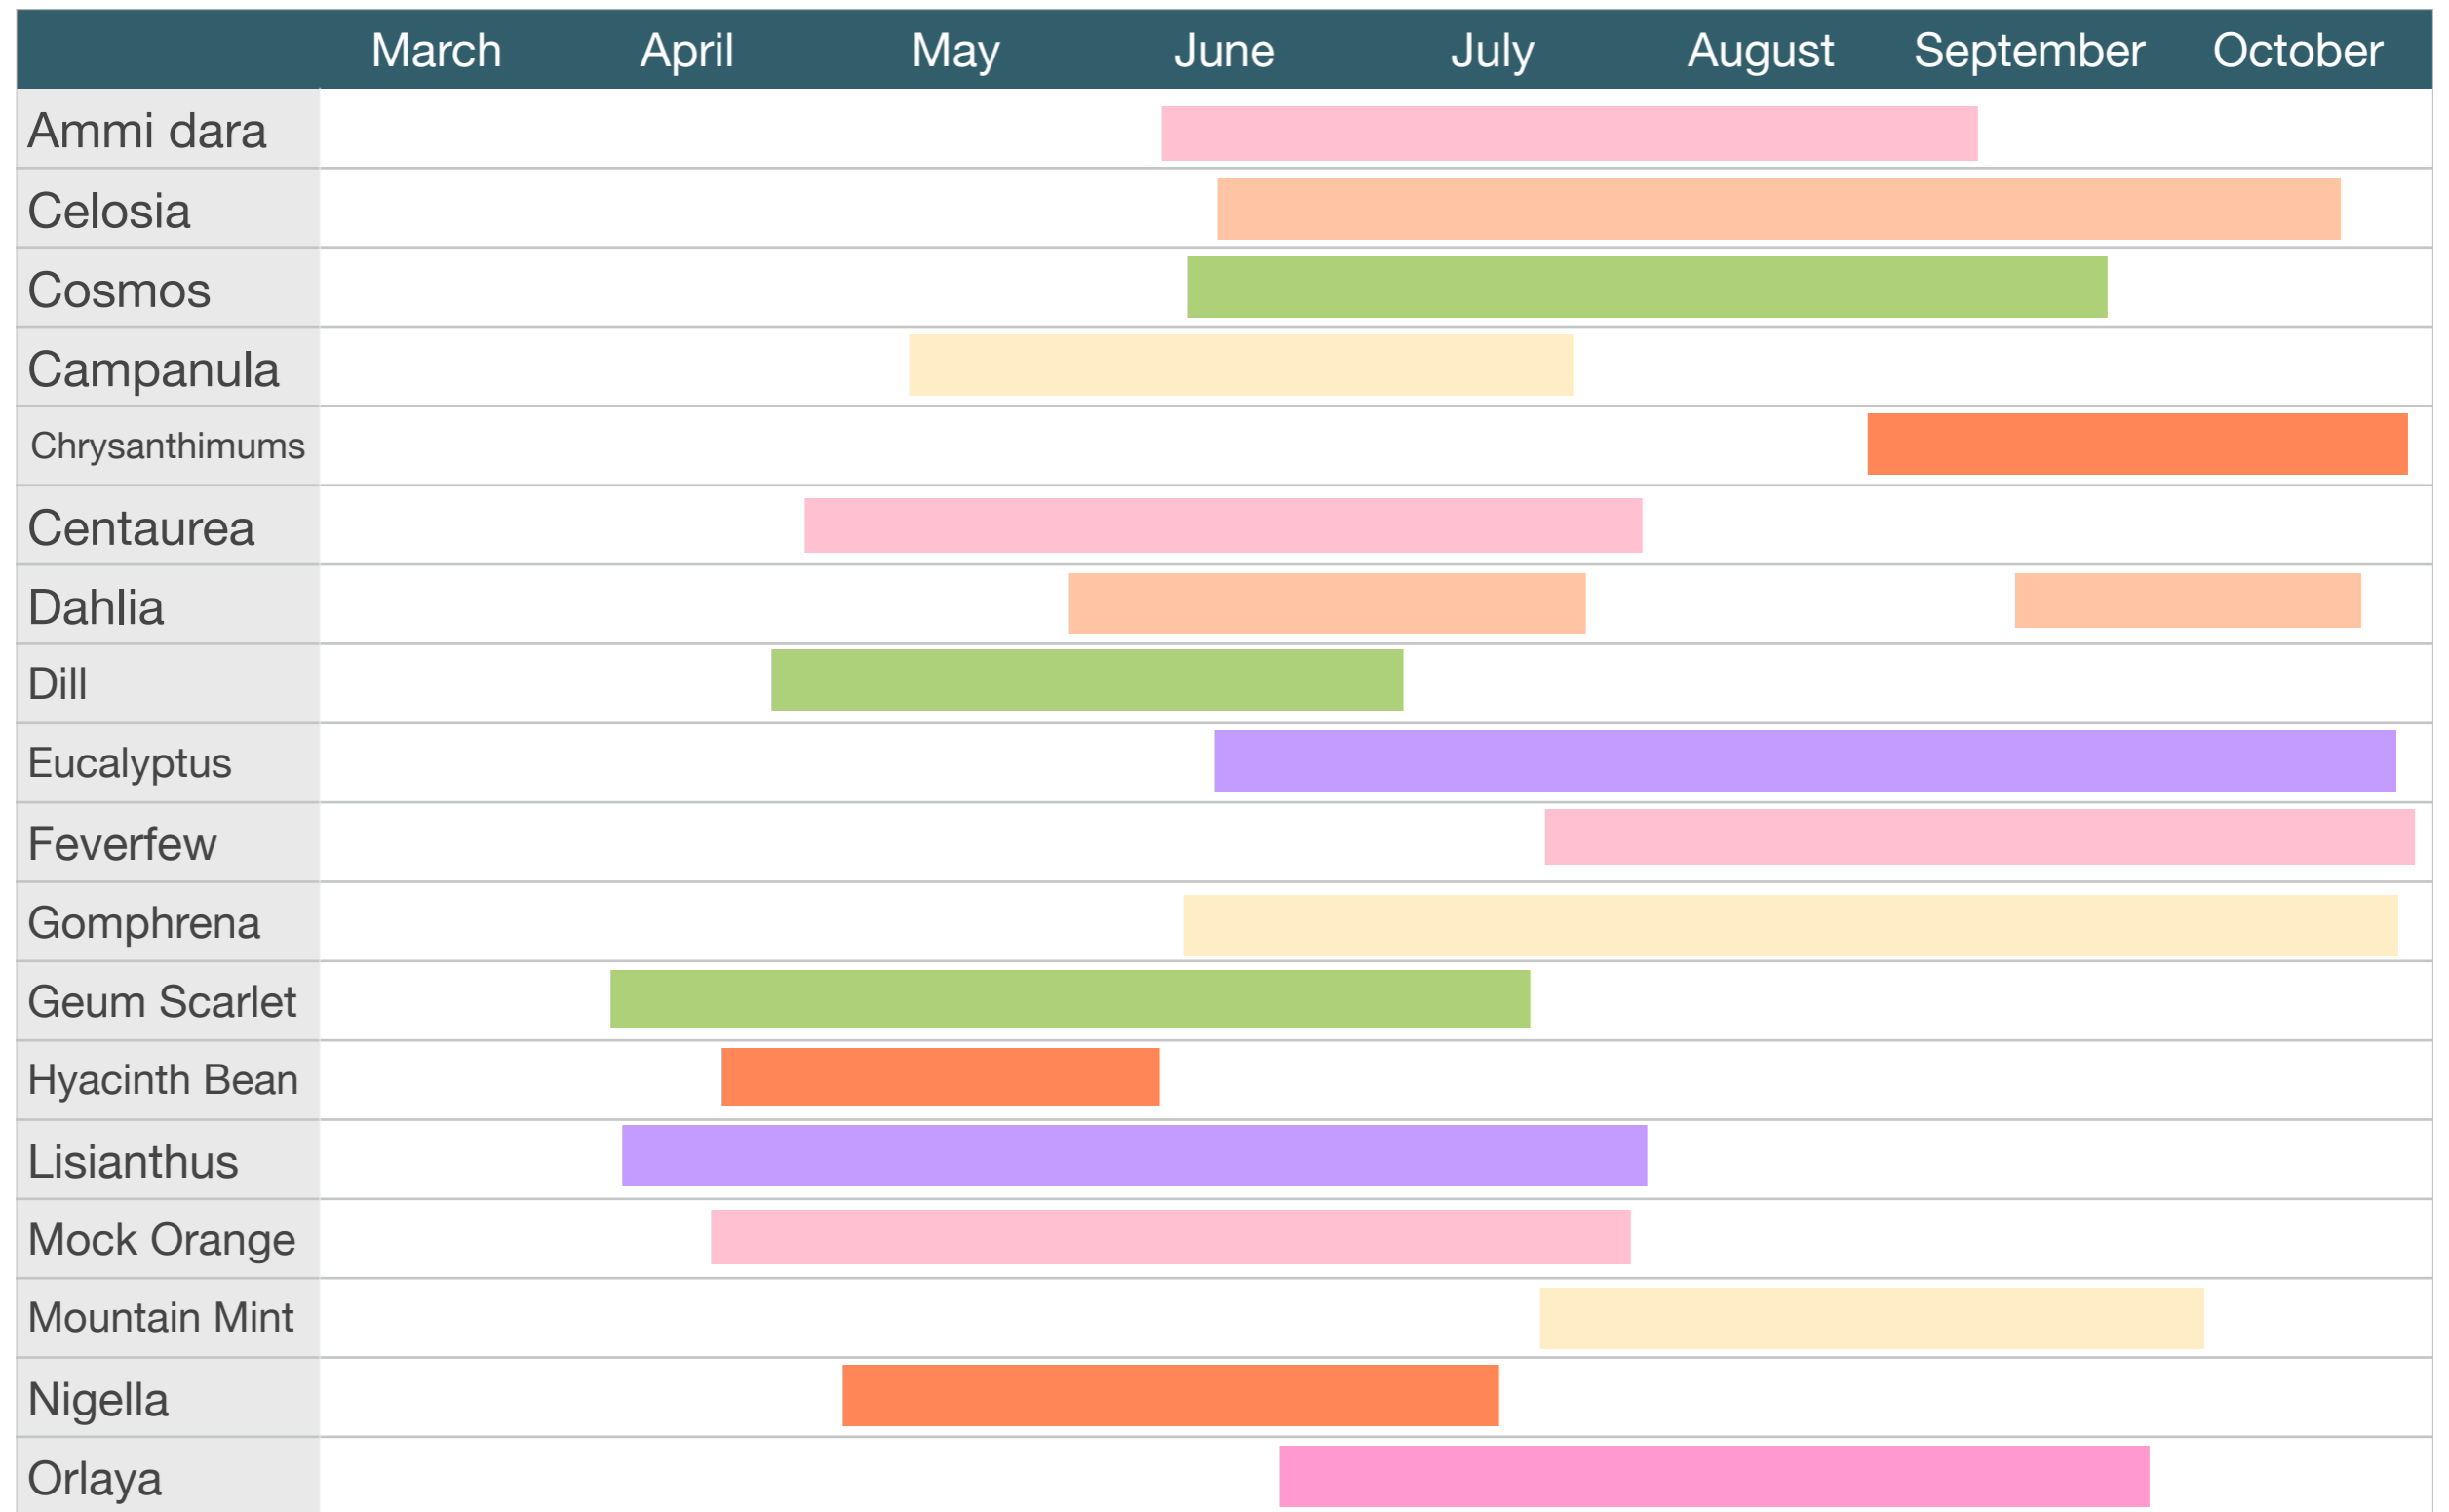 March April May June July August September October
Ammi dara
Celosia
Cosmos
Campanula
Chrysanthimums
Centaurea
Dahlia
Dill
Eucalyptus
Feverfew
Gomphrena
Geum Scarlet
Hyacinth Bean
Lisianthus
Mock Orange
Mountain Mint
Nigella
Orlaya